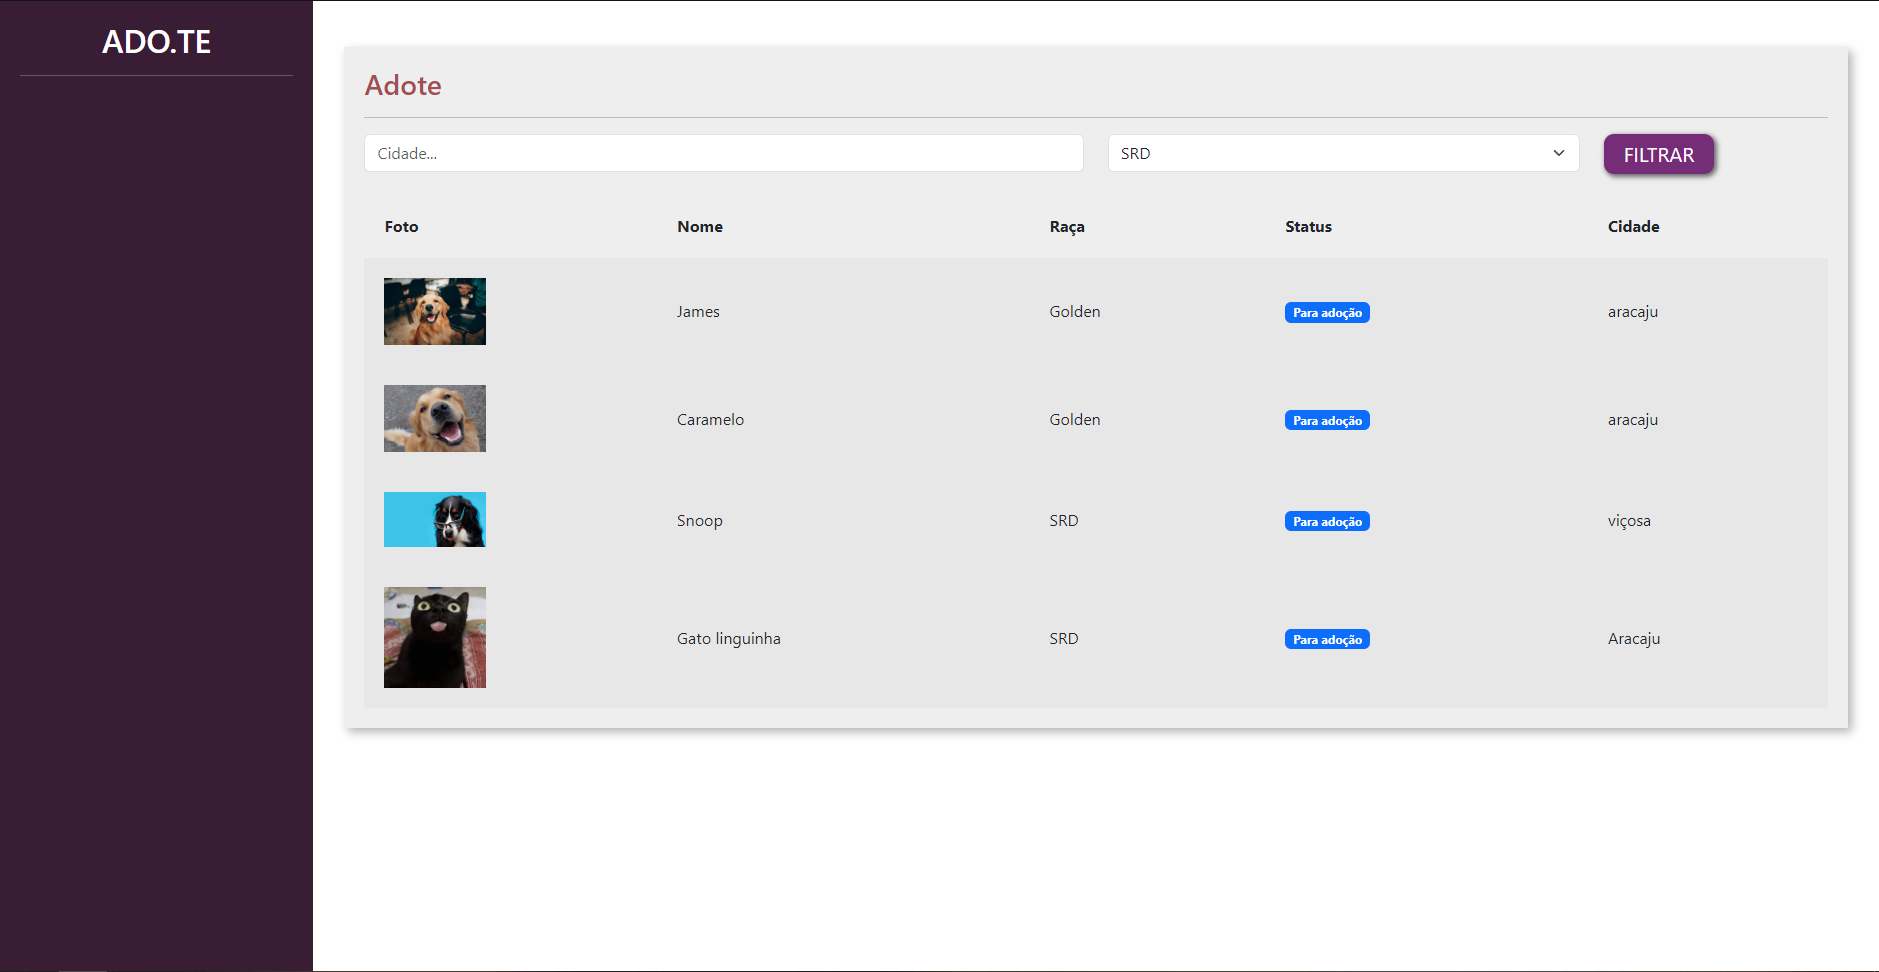 ADO.TE
Adote
Cidade...
SRD
FILTRAR
Foto Nome Raça Status Cidade
James Golden Para adoção aracaju
Caramelo Golden Para adoção aracaju
Snoop SRD Para adoção viçosa
Gato linguinha SRD Para adoção Aracaju